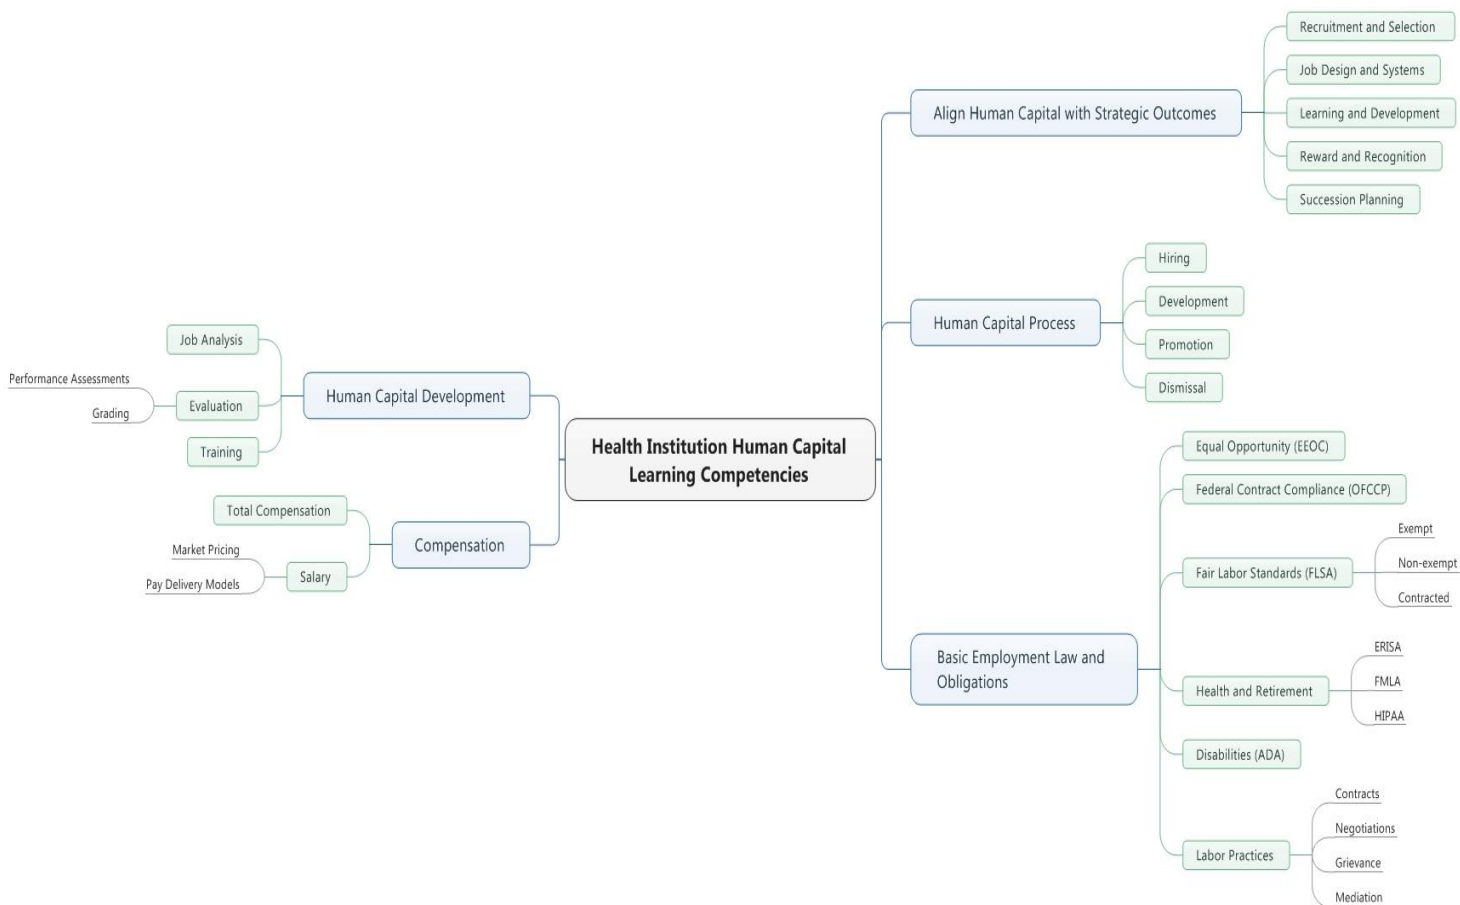 Health Institution Human Capital
Learning Competencies
Align Human Capital with Strategic Outcomes
Recruitment and Selection
Job Design and Systems
Learning and Development
Reward and Recognition
Succession Planning
Human Capital Process
Hiring
Development
Promotion
Dismissal
Basic Employment Law and
Obligations
Equal Opportunity (EEOC)
Federal Contract Compliance (OFCCP)
Fair Labor Standards (FLSA)
Exempt
Non-exempt
Contracted
Health and Retirement
ERISA
FMLA
HIPAA
Disabilities (ADA)
Labor Practices
Contracts
Negotiations
Grievance
Mediation
Human Capital Development
Job Analysis
Evaluation
Performance Assessments
Grading
Training
Compensation
Total Compensation
Salary
Market Pricing
Pay Delivery Models